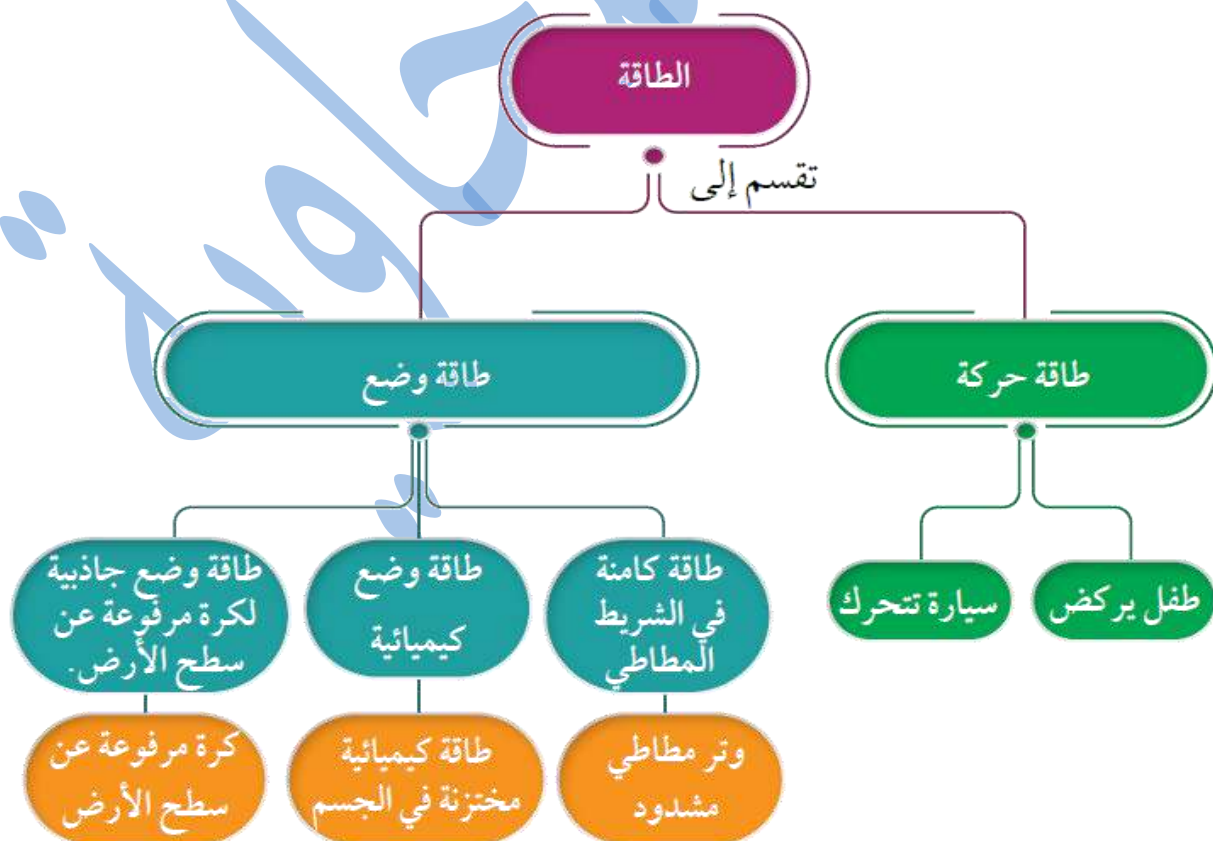 الطاقة
تقسم إلى
طاقة حركة
طاقة وضع
طفل يركض
سيارة تتحرك
طاقة كامنة
في الشريط
المطاطي
طاقة وضع
كيميائية
طاقة وضع جاذبية
لكرة مرفوعة عن
سطح الأرض.
وتر مطاطي
مشدود
طاقة كيميائية
مختزنة في الجسم
كرة مرفوعة عن
سطح الأرض